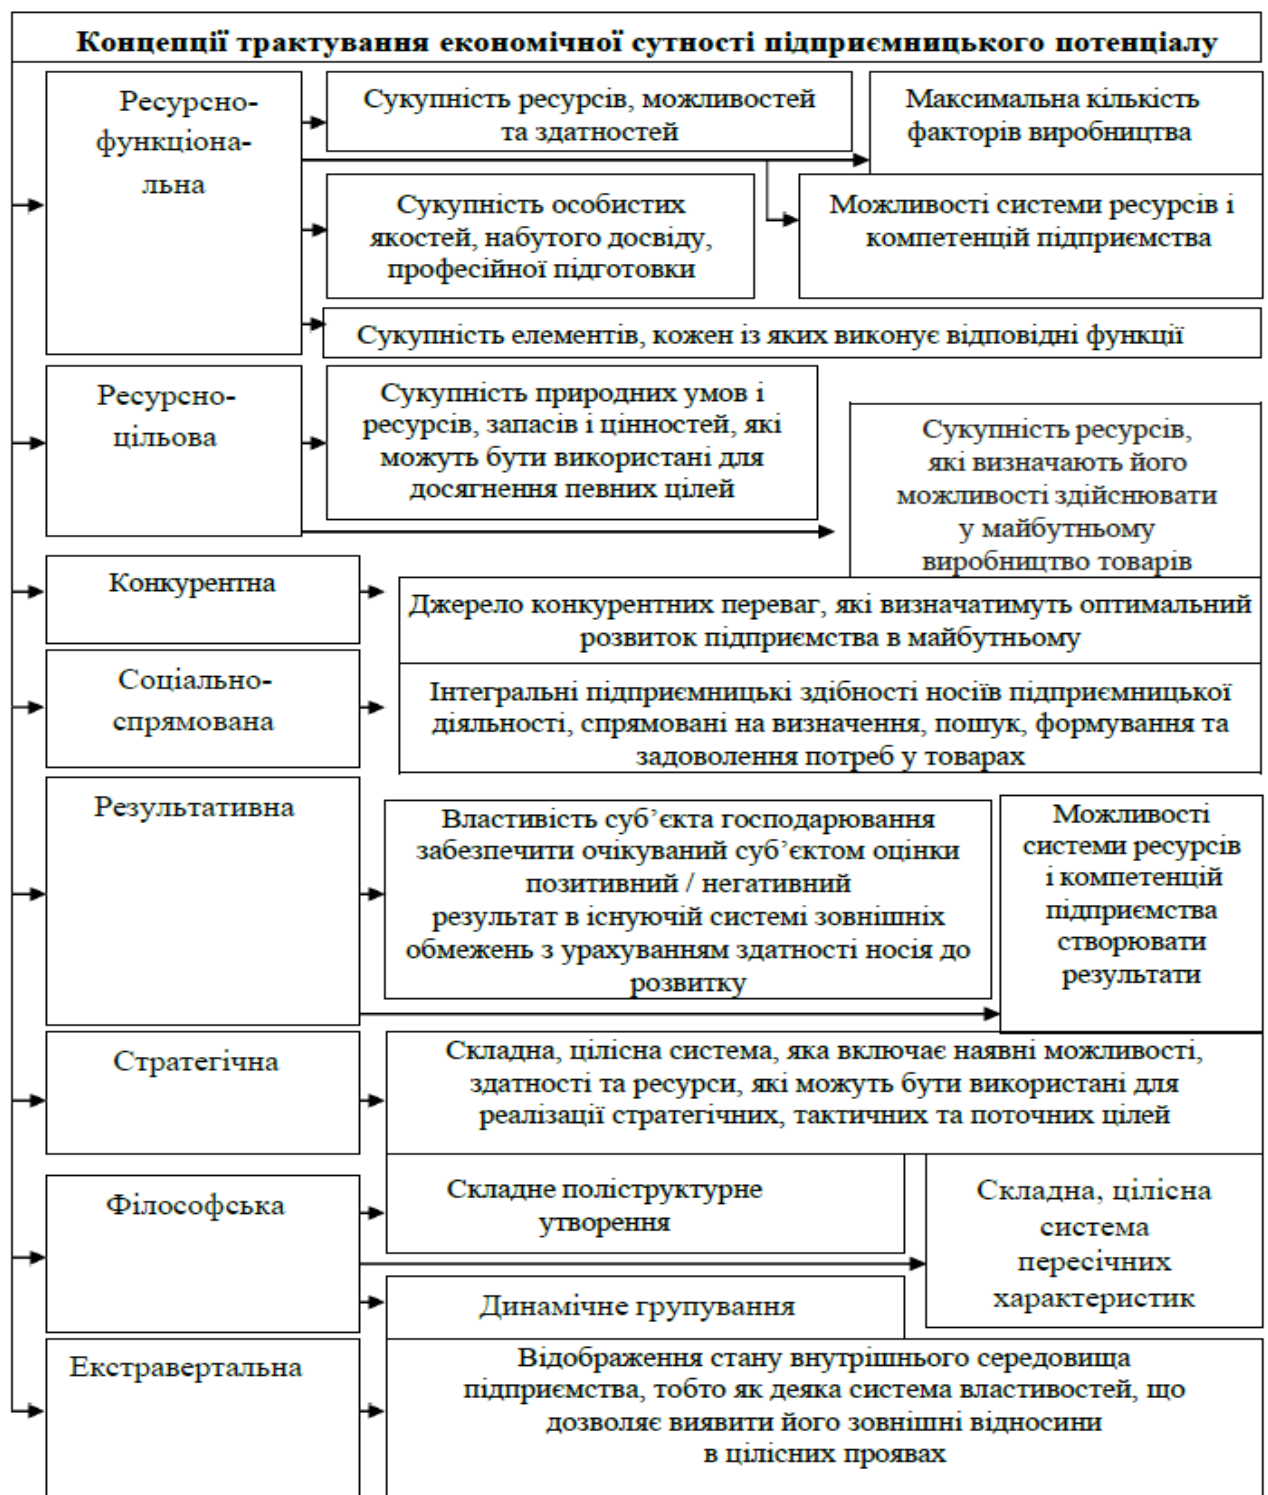 Концепції трактування економічної сутності підприємницького потенціалу
Ресурсно-
функціона-
льна
Сукупність ресурсів, можливостей
та здатностей
Максимальна кількість
факторів виробництва
Сукупність особистих
якостей, набутого досвіду,
професійної підготовки
Можливості системи ресурсів і
компетенцій підприємства
Сукупність елементів, кожен із яких виконує відповідні функції
Ресурсно-
цільова
Сукупність природних умов і
ресурсів, запасів і цінностей, які
можуть бути використані для
досягнення певних цілей
Сукупність ресурсів,
які визначають його
можливості здійснювати
у майбутньому
виробництво товарів
Конкурентна
Джерело конкурентних переваг, які визначатимуть оптимальний
розвиток підприємства в майбутньому
Соціально-
спрямована
Інтегральні підприємницькі здібності носіїв підприємницької
діяльності, спрямовані на визначення, пошук, формування та
задоволення потреб у товарах
Результативна
Властивість суб’єкта господарювання
забезпечити очікуваний суб’єктом оцінки
позитивний / негативний
результат в існуючій системі зовнішніх
обмежень з урахуванням здатності носія до
розвитку
Можливості
системи ресурсів
і компетенцій
підприємства
створювати
результати
Стратегічна
Складна, цілісна система, яка включає наявні можливості,
здатності та ресурси, які можуть бути використані для
реалізації стратегічних, тактичних та поточних цілей
Філософська
Складне поліструктурне
утворення
Складна, цілісна
система
пересічних
характеристик
Динамічне групування
Екстравертальна
Відображення стану внутрішнього середовища
підприємства, тобто як деяка система властивостей, що
дозволяє виявити його зовнішні відносини
в цілісних проявах